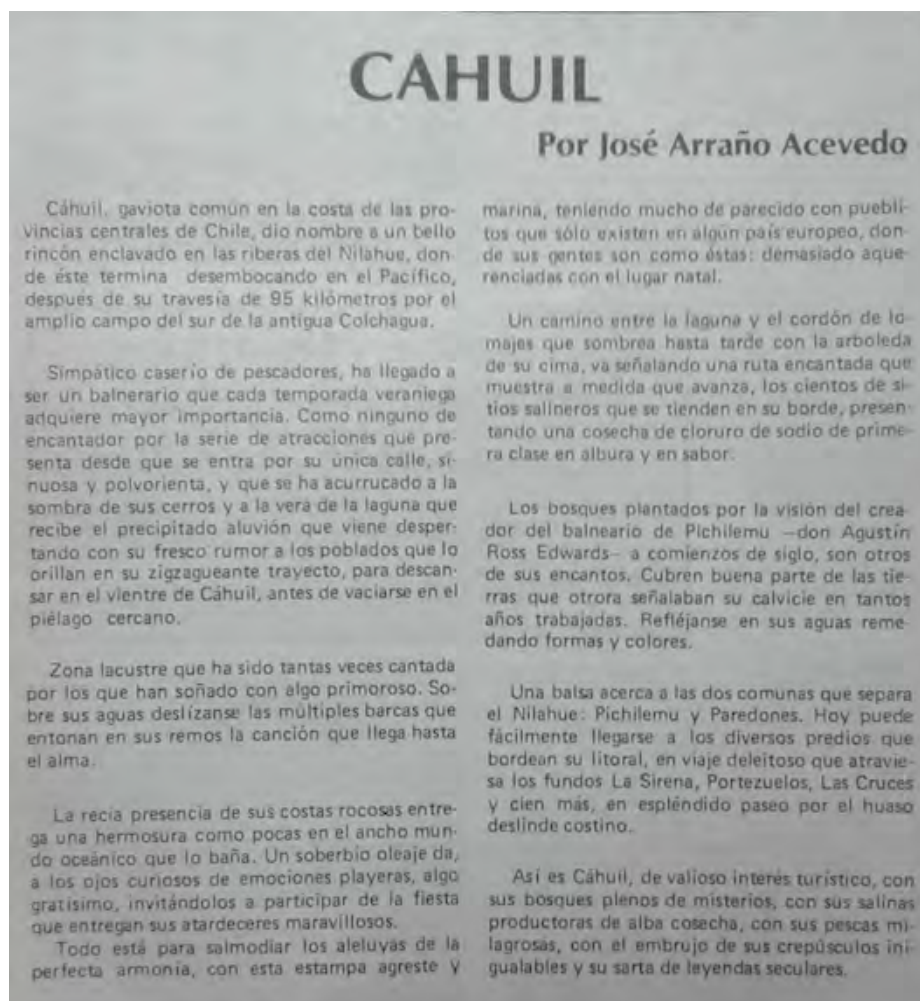 CAHUIL
Por José Arraño Acevedo
Cáhuil, gaviota común en la costa de las pro-
vincias centrales de Chile, dio nombre a un bello
rincón enclavado en las riberas del Nilahue, don-
de éste termina desembocando en el Pacífico,
después de su travesía de 95 kilómetros por el
amplio campo del sur de la antigua Colchagua.
Simpático caserío de pescadores, ha llegado a
ser un balnerario que cada temporada veraniega
adquiere mayor importancia. Como ninguno de
encantador por la serie de atracciones que pre-
senta desde que se entra por su única calle, si-
nuosa y polvorienta, y que se ha acurrucado a la
sombra de sus cerros y a la vera de la laguna que
recibe el precipitado aluvión que viene desper-
tando con su fresco rumor a los poblados que lo
orillan en su zigzagueante trayecto, para descan-
sar en el vientre de Cáhuil, antes de vaciarse en el
piélago cercano.
Zona lacustre que ha sido tantas veces cantada
por los que han soñado con algo primoroso. So-
bre sus aguas deslízanse las múltiples barcas que
entonan en sus remos la canción que llega hasta
el alma.
La recia presencia de sus costas rocosas entre-
ga una hermosura como pocas en el ancho mun-
do oceánico que lo baña. Un soberbio oleaje da,
a los ojos curiosos de emociones playeras, algo
gratísimo, invitándolos a participar de la fiesta
que entregan sus atardeceres maravillosos.
Todo está para salmodiar los aleluyas de la
perfecta armonía, con esta estampa agreste y
marina, teniendo mucho de parecido con puebli-
tos que sólo existen en algún país europeo, don-
de sus gentes son como éstas: demasiado aque-
renciadas con el lugar natal.
Un camino entre la laguna y el cordón de lo-
majes que sombrea hasta tarde con la arboleda
de su cima, va señalando una ruta encantada que
muestra a medida que avanza, los cientos de si-
tios salineros que se tienden en su borde, presen-
tando una cosecha de cloruro de sodio de prime-
ra clase en albura y en sabor.
Los bosques plantados por la visión del crea-
dor del balneario de Pichilemu —don Agustín
Ross Edwards— a comienzos de siglo, son otros
de sus encantos. Cubren buena parte de las tie-
rras que otrora señalaban su calvicie en tantos
años trabajadas. Refléjanse en sus aguas reme-
dando formas y colores.
Una balsa acerca a las dos comunas que separa
el Nilahue: Pichilemu y Paredones. Hoy puede
fácilmente llegarse a los diversos predios que
bordean su litoral, en viaje deleitoso que atravie-
sa los fundos La Sirena, Portezuelos, Las Cruces
y cien más, en espléndido paseo por el huaso
deslinde costino.
Así es Cáhuil, de valioso interés turístico, con
sus bosques plenos de misterios, con sus salinas
productoras de alba cosecha, con sus pescas mi-
lagrosas, con el embrujo de sus crepúsculos ini-
gualables y su sarta de leyendas seculares.